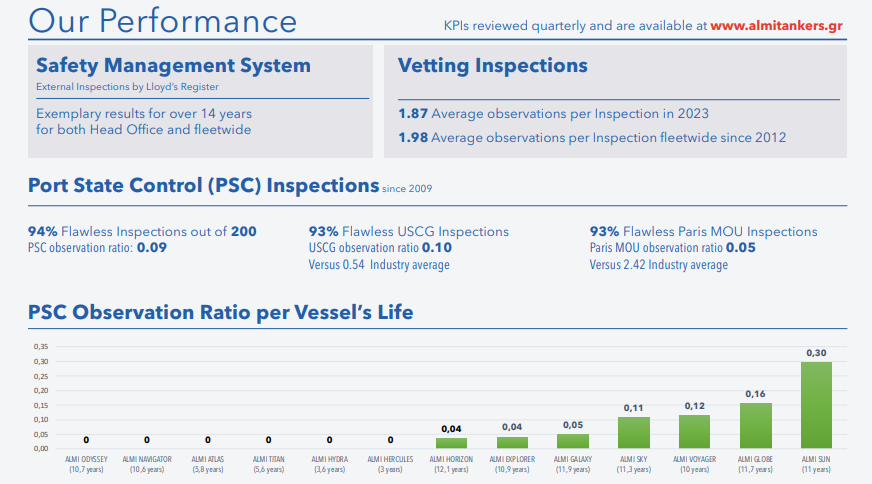 Our Performance
KPIs reviewed quarterly and are available at www.almitankers.gr
Safety Management System
External Inspections by Lloyd's Register
Exemplary results for over 14 years
for both Head Office and fleetwide
Vetting Inspections
1.87 Average observations per Inspection in 2023
1.98 Average observations per Inspection fleetwide since 2012
Port State Control (PSC) Inspections since 2009
94% Flawless Inspections out of 200
PSC observation ratio: 0.09
93% Flawless USCG Inspections
USCG observation ratio 0.10
Versus 0.54 Industry average
93% Flawless Paris MOU Inspections
Paris MOU observation ratio 0.05
Versus 2.42 Industry average
PSC Observation Ratio per Vessel's Life
0,35
0,30
0,25
0,20
0,15
0,10
0,05
0,00
0
0
0
0
0
0
0,04
0,04
0,05
0,11
0,12
0,16
0,30
ALMI ODYSSEY
(10,7 years)
ALMI NAVIGATOR
(10,6 years)
ALMI ATLAS
(5,8 years)
ALMI TITAN
(5,6 years)
ALMI HYDRA
(3,6 years)
ALMI HERCULES
(3 years)
ALMI HORIZON
(12,1 years)
ALMI EXPLORER
(10,9 years)
ALMI GALAXY
(11,9 years)
ALMI SKY
(11,3 years)
ALMI VOYAGER
(10 years)
ALMI GLOBE
(11,7 years)
ALMI SUN
(11 years)